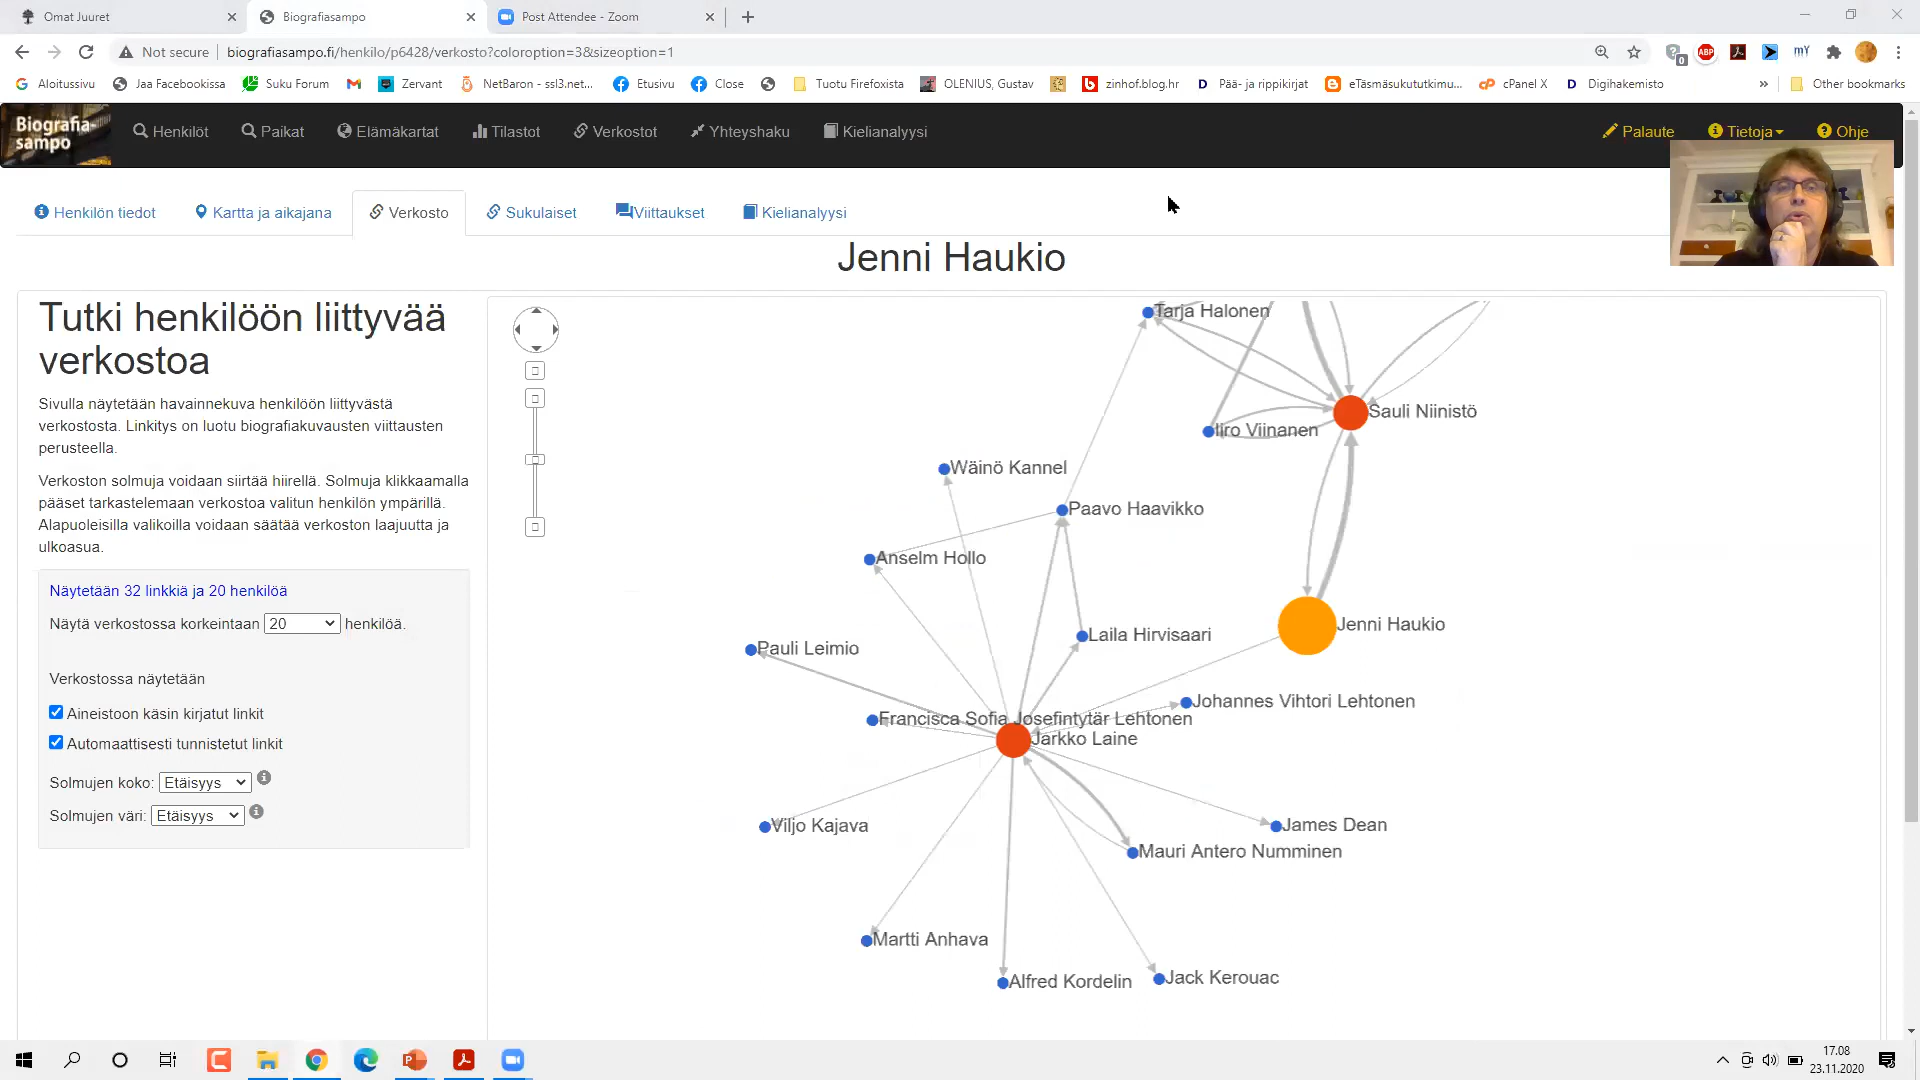 Omat Juuret
Biografiasampo
Post Attendee - Zoom
Not secure
biografiasampo.fi/henkilo/p6428/verkosto?coloroption=3&sizeoption=1
0
ABP
mY
Aloitussivu
Jaa Facebookissa
Suku Forum
Zervant
NetBaron - ssl3.net...
Etusivu
Close
Tuotu Firefoxista
OLENIUS, Gustav
zinhof.blog.hr
Pää- ja rippikirjat
eTäsmäsukututkimu...
cPanel X
Digihakemisto
»
Other bookmarks
Biografia-
sampo
Henkilöt
Paikat
Elämäkartat
Tilastot
Verkostot
Yhteyshaku
Kielianalyysi
Palaute
Tietoja
Ohje
Henkilön tiedot
Kartta ja aikajana
Verkosto
Sukulaiset
Viittaukset
Kielianalyysi
Jenni Haukio
Tutki henkilöön liittyvää
verkostoa
Sivulla näytetään havainnekuva henkilöön liittyvästä
verkostosta. Linkitys on luotu biografiakuvausten viittausten
perusteella.
Verkoston solmuja voidaan siirtää hiirellä. Solmuja klikkaamalla
pääset tarkastelemaan verkostoa valitun henkilön ympärillä.
Alapuoleisilla valikoilla voidaan säätää verkoston laajuutta ja
ulkoasua.
Näytetään 32 linkkiä ja 20 henkilöä
Näytä verkostossa korkeintaan 20 henkilöä.
Verkostossa näytetään
Aineistoon käsin kirjatut linkit
Automaattisesti tunnistetut linkit
Solmujen koko: Etäisyys
Solmujen väri: Etäisyys
Tarja Halonen
Sauli Niinistö
Iiro Viinanen
Wäinö Kannel
Paavo Haavikko
Anselm Hollo
Jenni Haukio
Laila Hirvisaari
Pauli Leimio
Johannes Vihtori Lehtonen
Francisca Sofia Josefintytär Lehtonen
Jarkko Laine
Viljo Kajava
James Dean
Mauri Antero Numminen
Martti Anhava
Alfred Kordelin
Jack Kerouac
17.08
23.11.2020